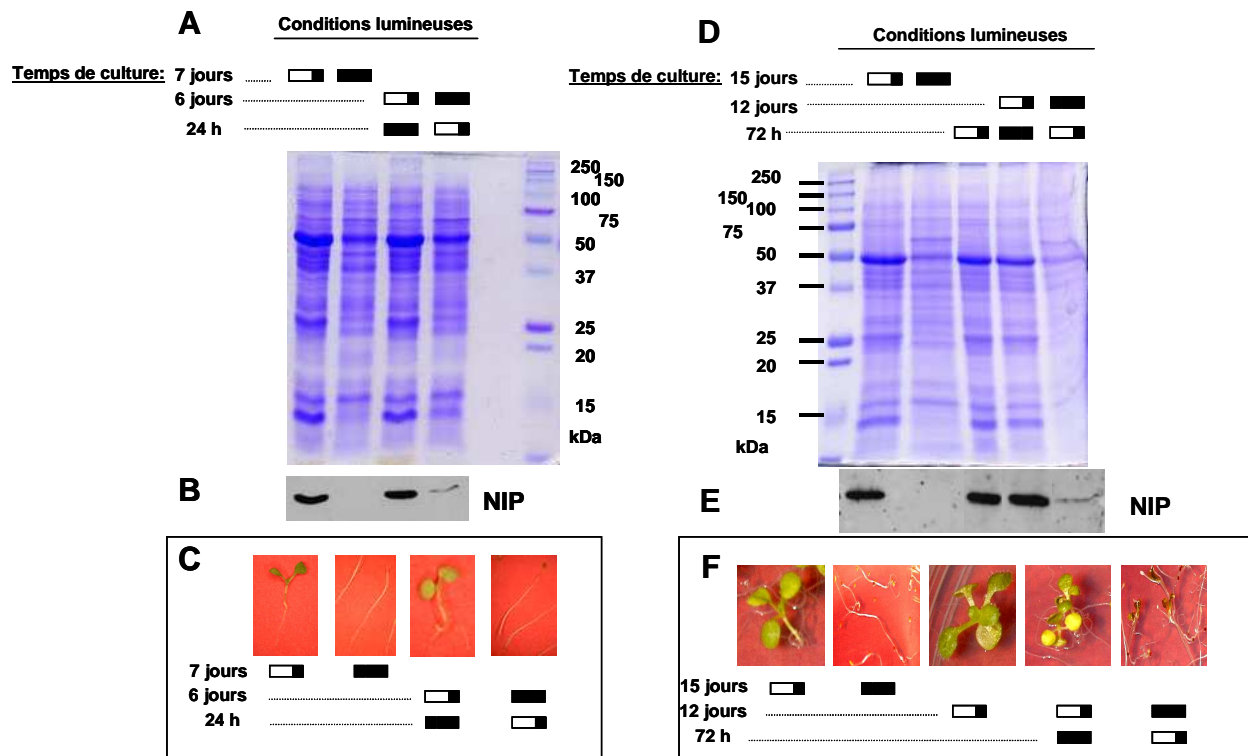 A
Conditions lumineuses
Temps de culture: 7 jours
6 jours
24 h
250
150
100
75
50
37
25
20
15
kDa
B
NIP
C
7 jours
6 jours
24 h
D
Conditions lumineuses
Temps de culture: 15 jours
12 jours
72 h
250
150
100
75
50
37
25
20
15
kDa
E
NIP
F
15 jours
12 jours
72 h